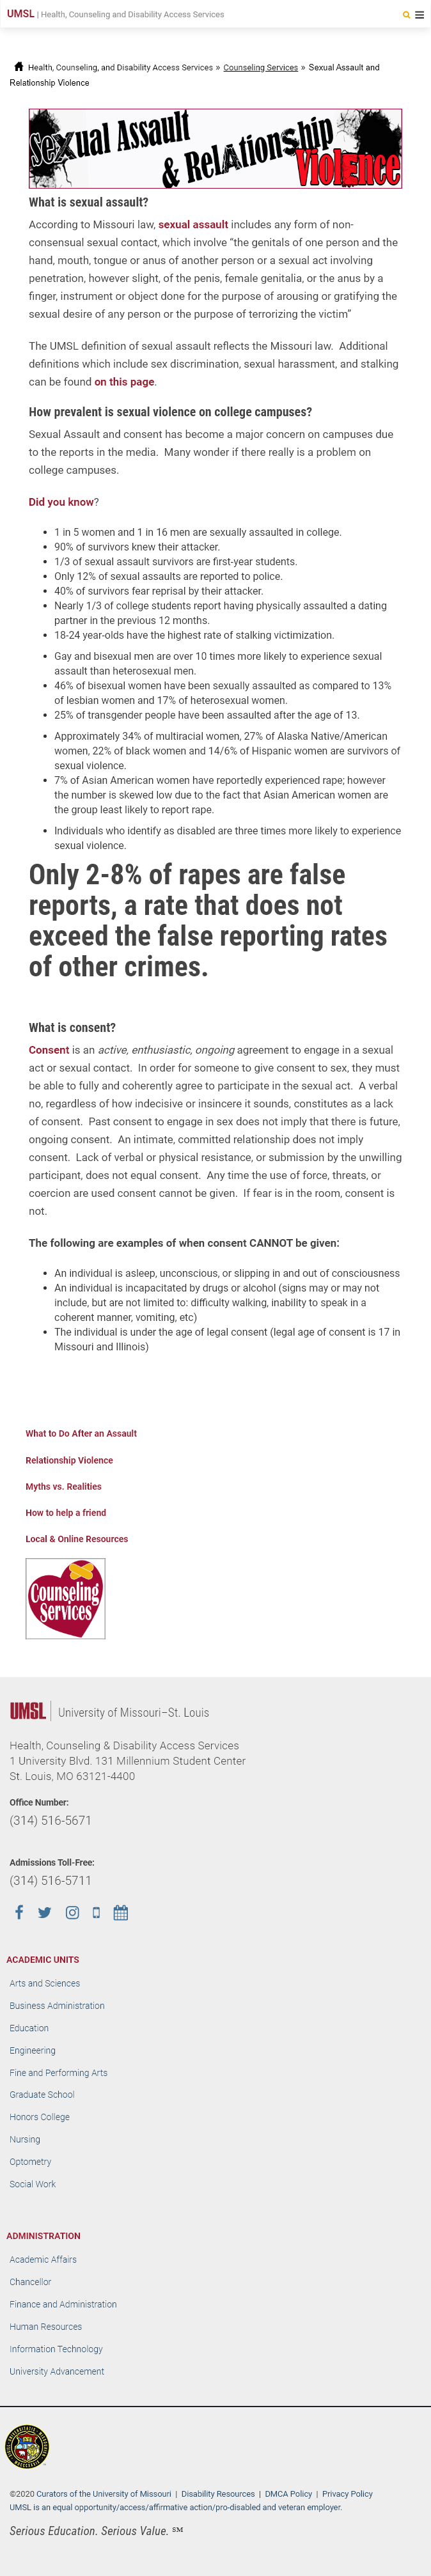 UMSL | Health, Counseling and Disability Access Services
Health, Counseling, and Disability Access Services » Counseling Services » Sexual Assault and
Relationship Violence
Sexual Assault
& Relationship
Violence
What is sexual assault?
According to Missouri law, sexual assault includes any form of non-
consensual sexual contact, which involve “the genitals of one person and the
hand, mouth, tongue or anus of another person or a sexual act involving
penetration, however slight, of the penis, female genitalia, or the anus by a
finger, instrument or object done for the purpose of arousing or gratifying the
sexual desire of any person or the purpose of terrorizing the victim”
The UMSL definition of sexual assault reflects the Missouri law.  Additional
definitions which include sex discrimination, sexual harassment, and stalking
can be found on this page.
How prevalent is sexual violence on college campuses?
Sexual Assault and consent has become a major concern on campuses due
to the reports in the media.  Many wonder if there really is a problem on
college campuses.
Did you know?
• 1 in 5 women and 1 in 16 men are sexually assaulted in college.
• 90% of survivors knew their attacker.
• 1/3 of sexual assault survivors are first-year students.
• Only 12% of sexual assaults are reported to police.
• 40% of survivors fear reprisal by their attacker.
• Nearly 1/3 of college students report having physically assaulted a dating
partner in the previous 12 months.
• 18-24 year-olds have the highest rate of stalking victimization.
• Gay and bisexual men are over 10 times more likely to experience sexual
assault than heterosexual men.
• 46% of bisexual women have been sexually assaulted as compared to 13%
of lesbian women and 17% of heterosexual women.
• 25% of transgender people have been assaulted after the age of 13.
• Approximately 34% of multiracial women, 27% of Alaska Native/American
women, 22% of black women and 14/6% of Hispanic women are survivors of
sexual violence.
• 7% of Asian American women have reportedly experienced rape; however
the number is skewed low due to the fact that Asian American women are
the group least likely to report rape.
• Individuals who identify as disabled are three times more likely to experience
sexual violence.
Only 2-8% of rapes are false
reports, a rate that does not
exceed the false reporting rates
of other crimes.
What is consent?
Consent is an active, enthusiastic, ongoing agreement to engage in a sexual
act or sexual contact.  In order for someone to give consent to sex, they must
be able to fully and coherently agree to participate in the sexual act.  A verbal
no, regardless of how indecisive or insincere it sounds, constitutes as a lack
of consent.  Past consent to engage in sex does not imply that there is future,
ongoing consent.  An intimate, committed relationship does not imply
consent.  Lack of verbal or physical resistance, or submission by the unwilling
participant, does not equal consent.  Any time the use of force, threats, or
coercion are used consent cannot be given.  If fear is in the room, consent is
not.
The following are examples of when consent CANNOT be given:
• An individual is asleep, unconscious, or slipping in and out of consciousness
• An individual is incapacitated by drugs or alcohol (signs may or may not
include, but are not limited to: difficulty walking, inability to speak in a
coherent manner, vomiting, etc)
• The individual is under the age of legal consent (legal age of consent is 17 in
Missouri and Illinois)
What to Do After an Assault
Relationship Violence
Myths vs. Realities
How to help a friend
Local & Online Resources
Counseling
Services
UMSL | University of Missouri–St. Louis
Health, Counseling & Disability Access Services
1 University Blvd. 131 Millennium Student Center
St. Louis, MO 63121-4400
Office Number:
(314) 516-5671
Admissions Toll-Free:
(314) 516-5711
ACADEMIC UNITS
Arts and Sciences
Business Administration
Education
Engineering
Fine and Performing Arts
Graduate School
Honors College
Nursing
Optometry
Social Work
ADMINISTRATION
Academic Affairs
Chancellor
Finance and Administration
Human Resources
Information Technology
University Advancement
©2020 Curators of the University of Missouri | Disability Resources | DMCA Policy | Privacy Policy
UMSL is an equal opportunity/access/affirmative action/pro-disabled and veteran employer.
Serious Education. Serious Value. ℠